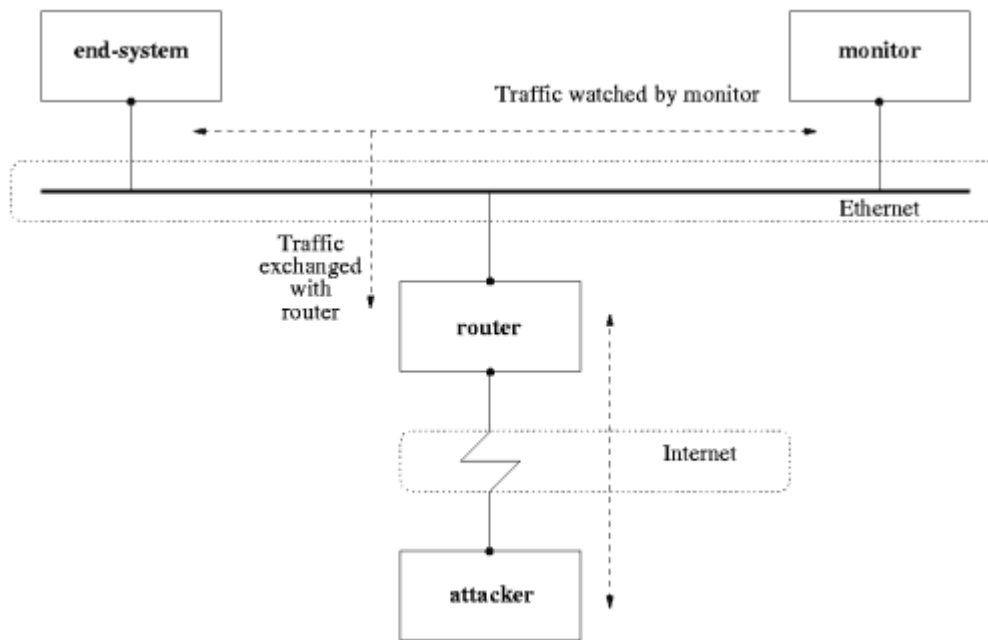 end-system
monitor
Traffic watched by monitor
Ethernet
Traffic
exchanged
with
router
router
Internet
attacker